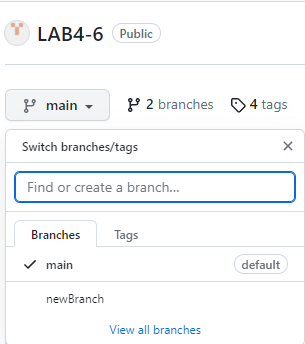 LAB4-6 Public
main 2 branches 4 tags
Switch branches/tags
Find or create a branch...
Branches Tags
main default
newBranch
View all branches